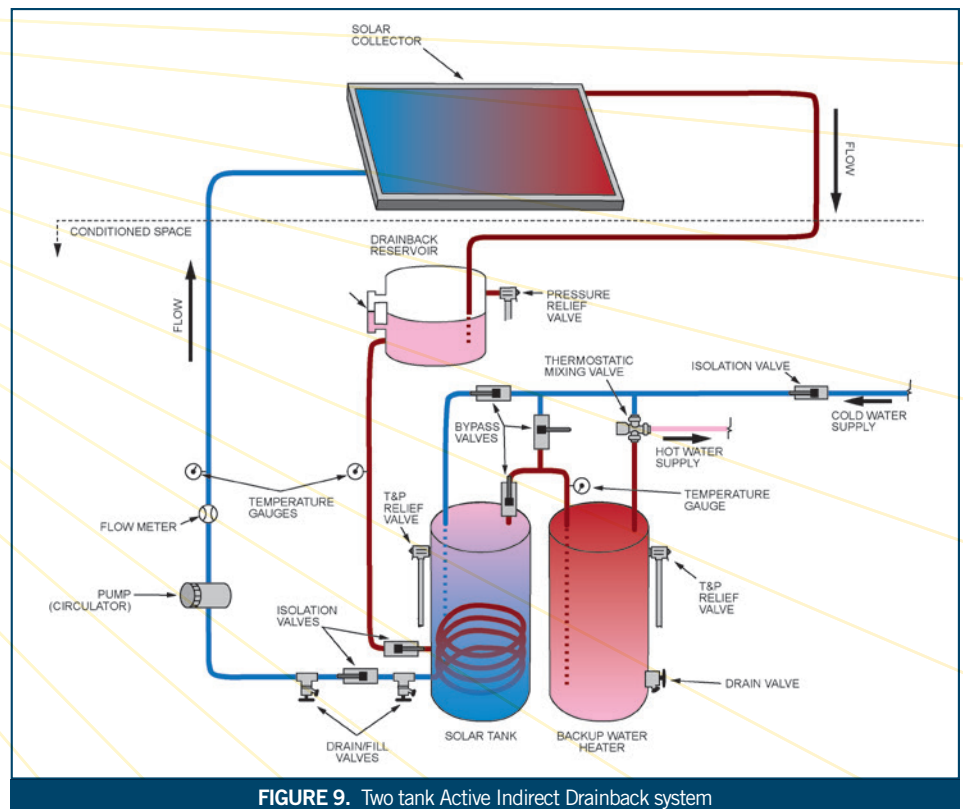 SOLAR
COLLECTOR
FLOW
CONDITIONED SPACE
DRAINBACK
RESERVOIR
FLOW
PRESSURE
RELIEF
VALVE
THERMOSTATIC
MIXING VALVE
ISOLATION VALVE
BYPASS
VALVES
COLD WATER
SUPPLY
HOT WATER
SUPPLY
TEMPERATURE
GAUGES
T&P
RELIEF
VALVE
TEMPERATURE
GAUGE
FLOW METER
PUMP
(CIRCULATOR)
ISOLATION
VALVES
T&P
RELIEF
VALVE
DRAIN VALVE
DRAIN/FILL
VALVES
SOLAR TANK
BACKUP WATER
HEATER
FIGURE 9. Two tank Active Indirect Drainback system